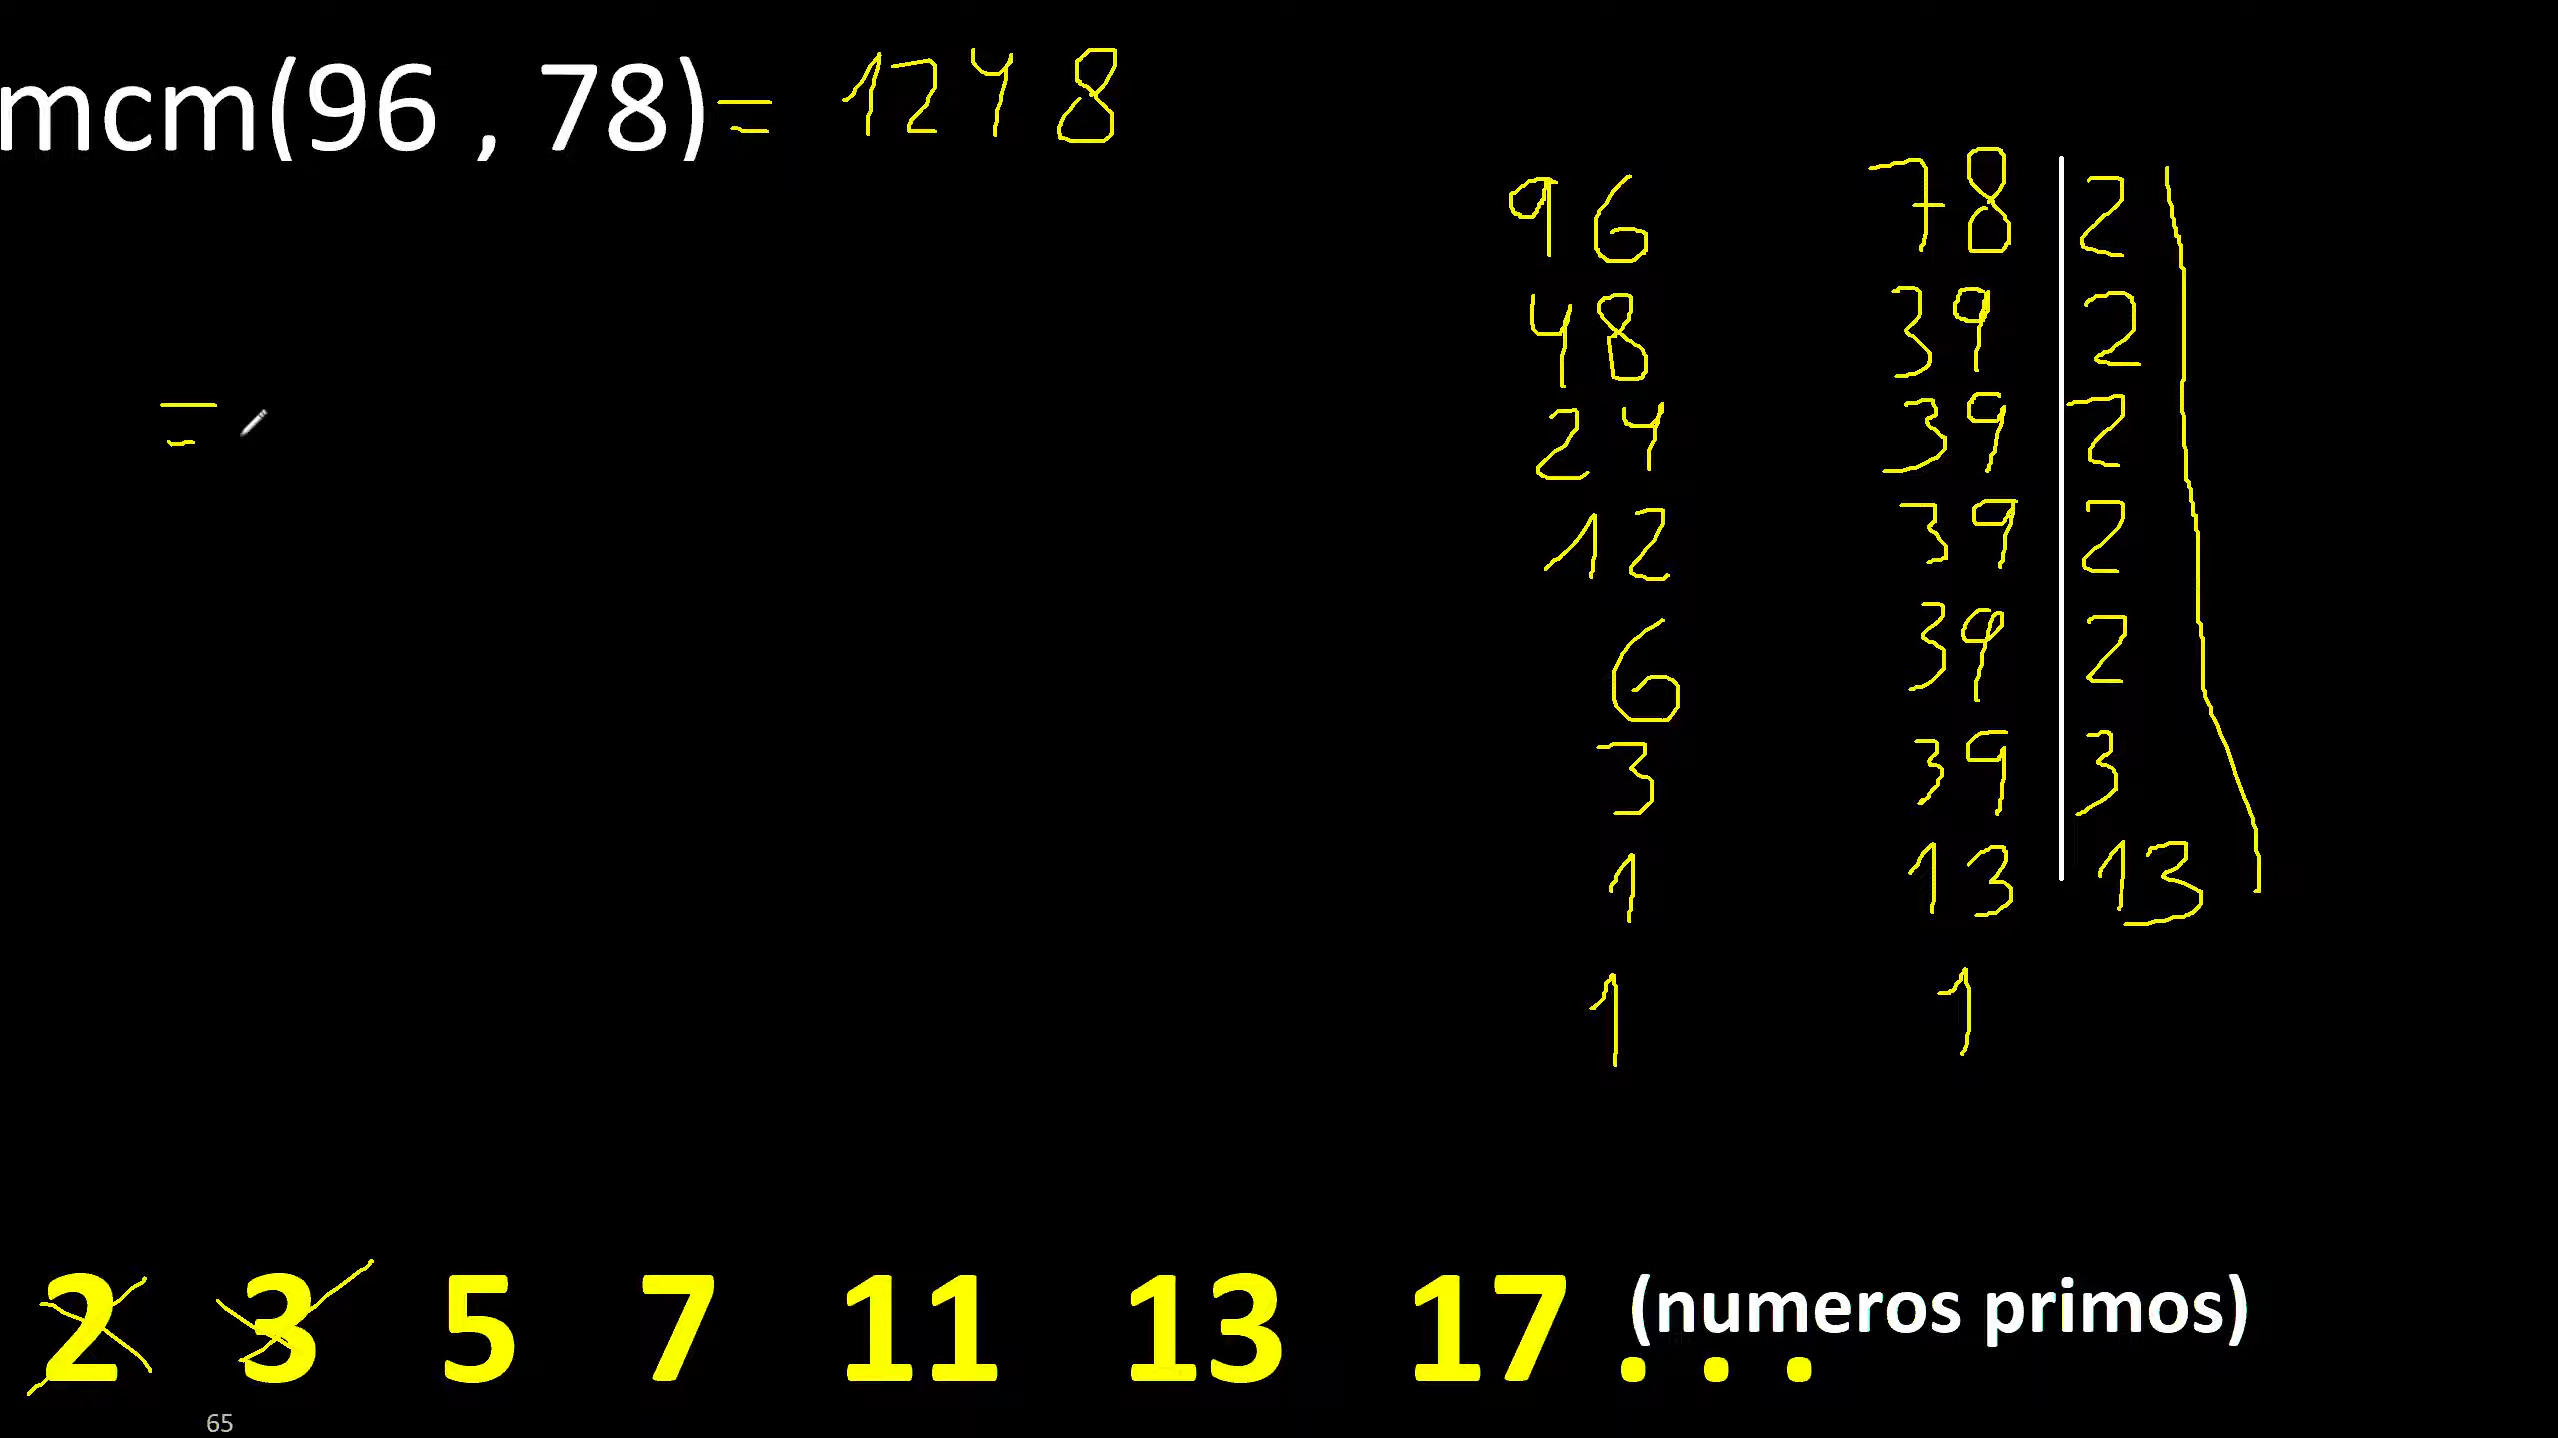 mcm(96 , 78)= 1248
96 78 2
48 39 2
=
24 39 2
12 39 2
6 39 2
3 39 3
1 13 13
1 1
2 3 5 7 11 13 17 ... (numeros primos)
65